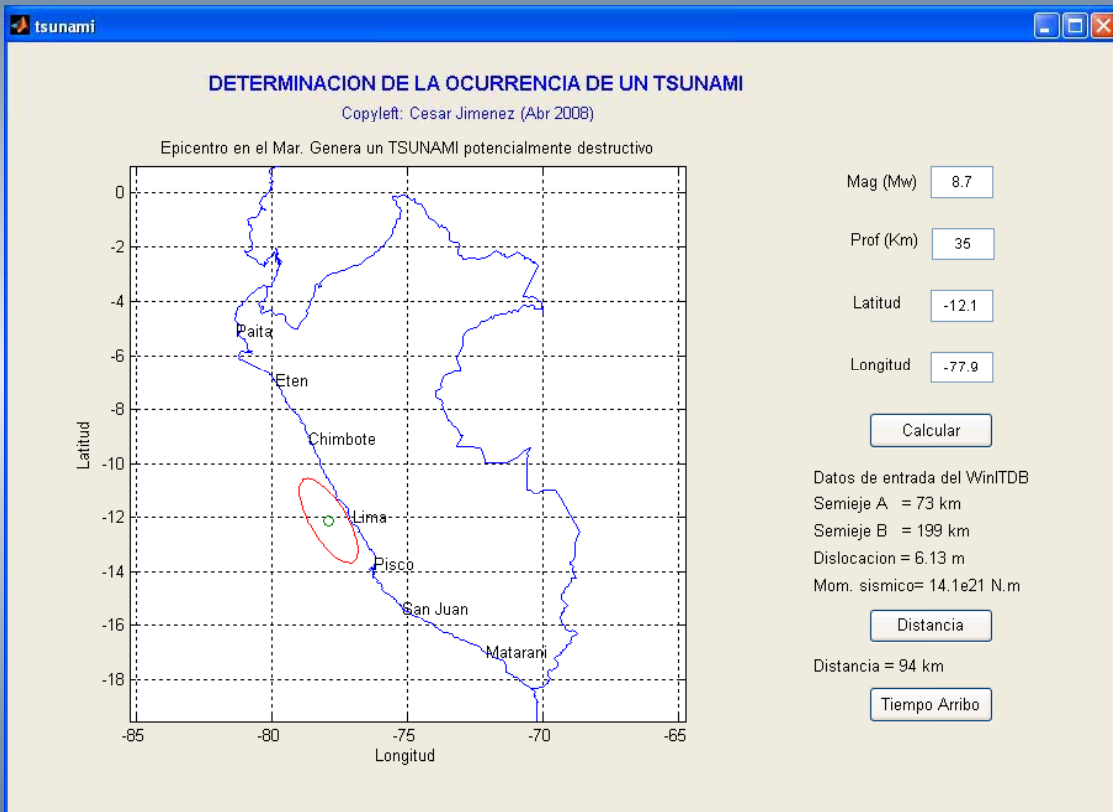 tsunami
DETERMINACION DE LA OCURRENCIA DE UN TSUNAMI
Copyleft: Cesar Jimenez (Abr 2008)
Epicentro en el Mar. Genera un TSUNAMI potencialmente destructivo
0
-2
-4
-6
-8
-10
-12
-14
-16
-18
Latitud
Paita
Eten
Chimbote
Lima
Pisco
San Juan
Matarani
-85
-80
-75
-70
-65
Longitud
Mag (Mw) 8.7
Prof (Km) 35
Latitud -12.1
Longitud -77.9
Calcular
Datos de entrada del WinITDB
Semieje A = 73 km
Semieje B = 199 km
Dislocacion = 6.13 m
Mom. sismico= 14.1e21 N.m
Distancia
Distancia = 94 km
Tiempo Arribo